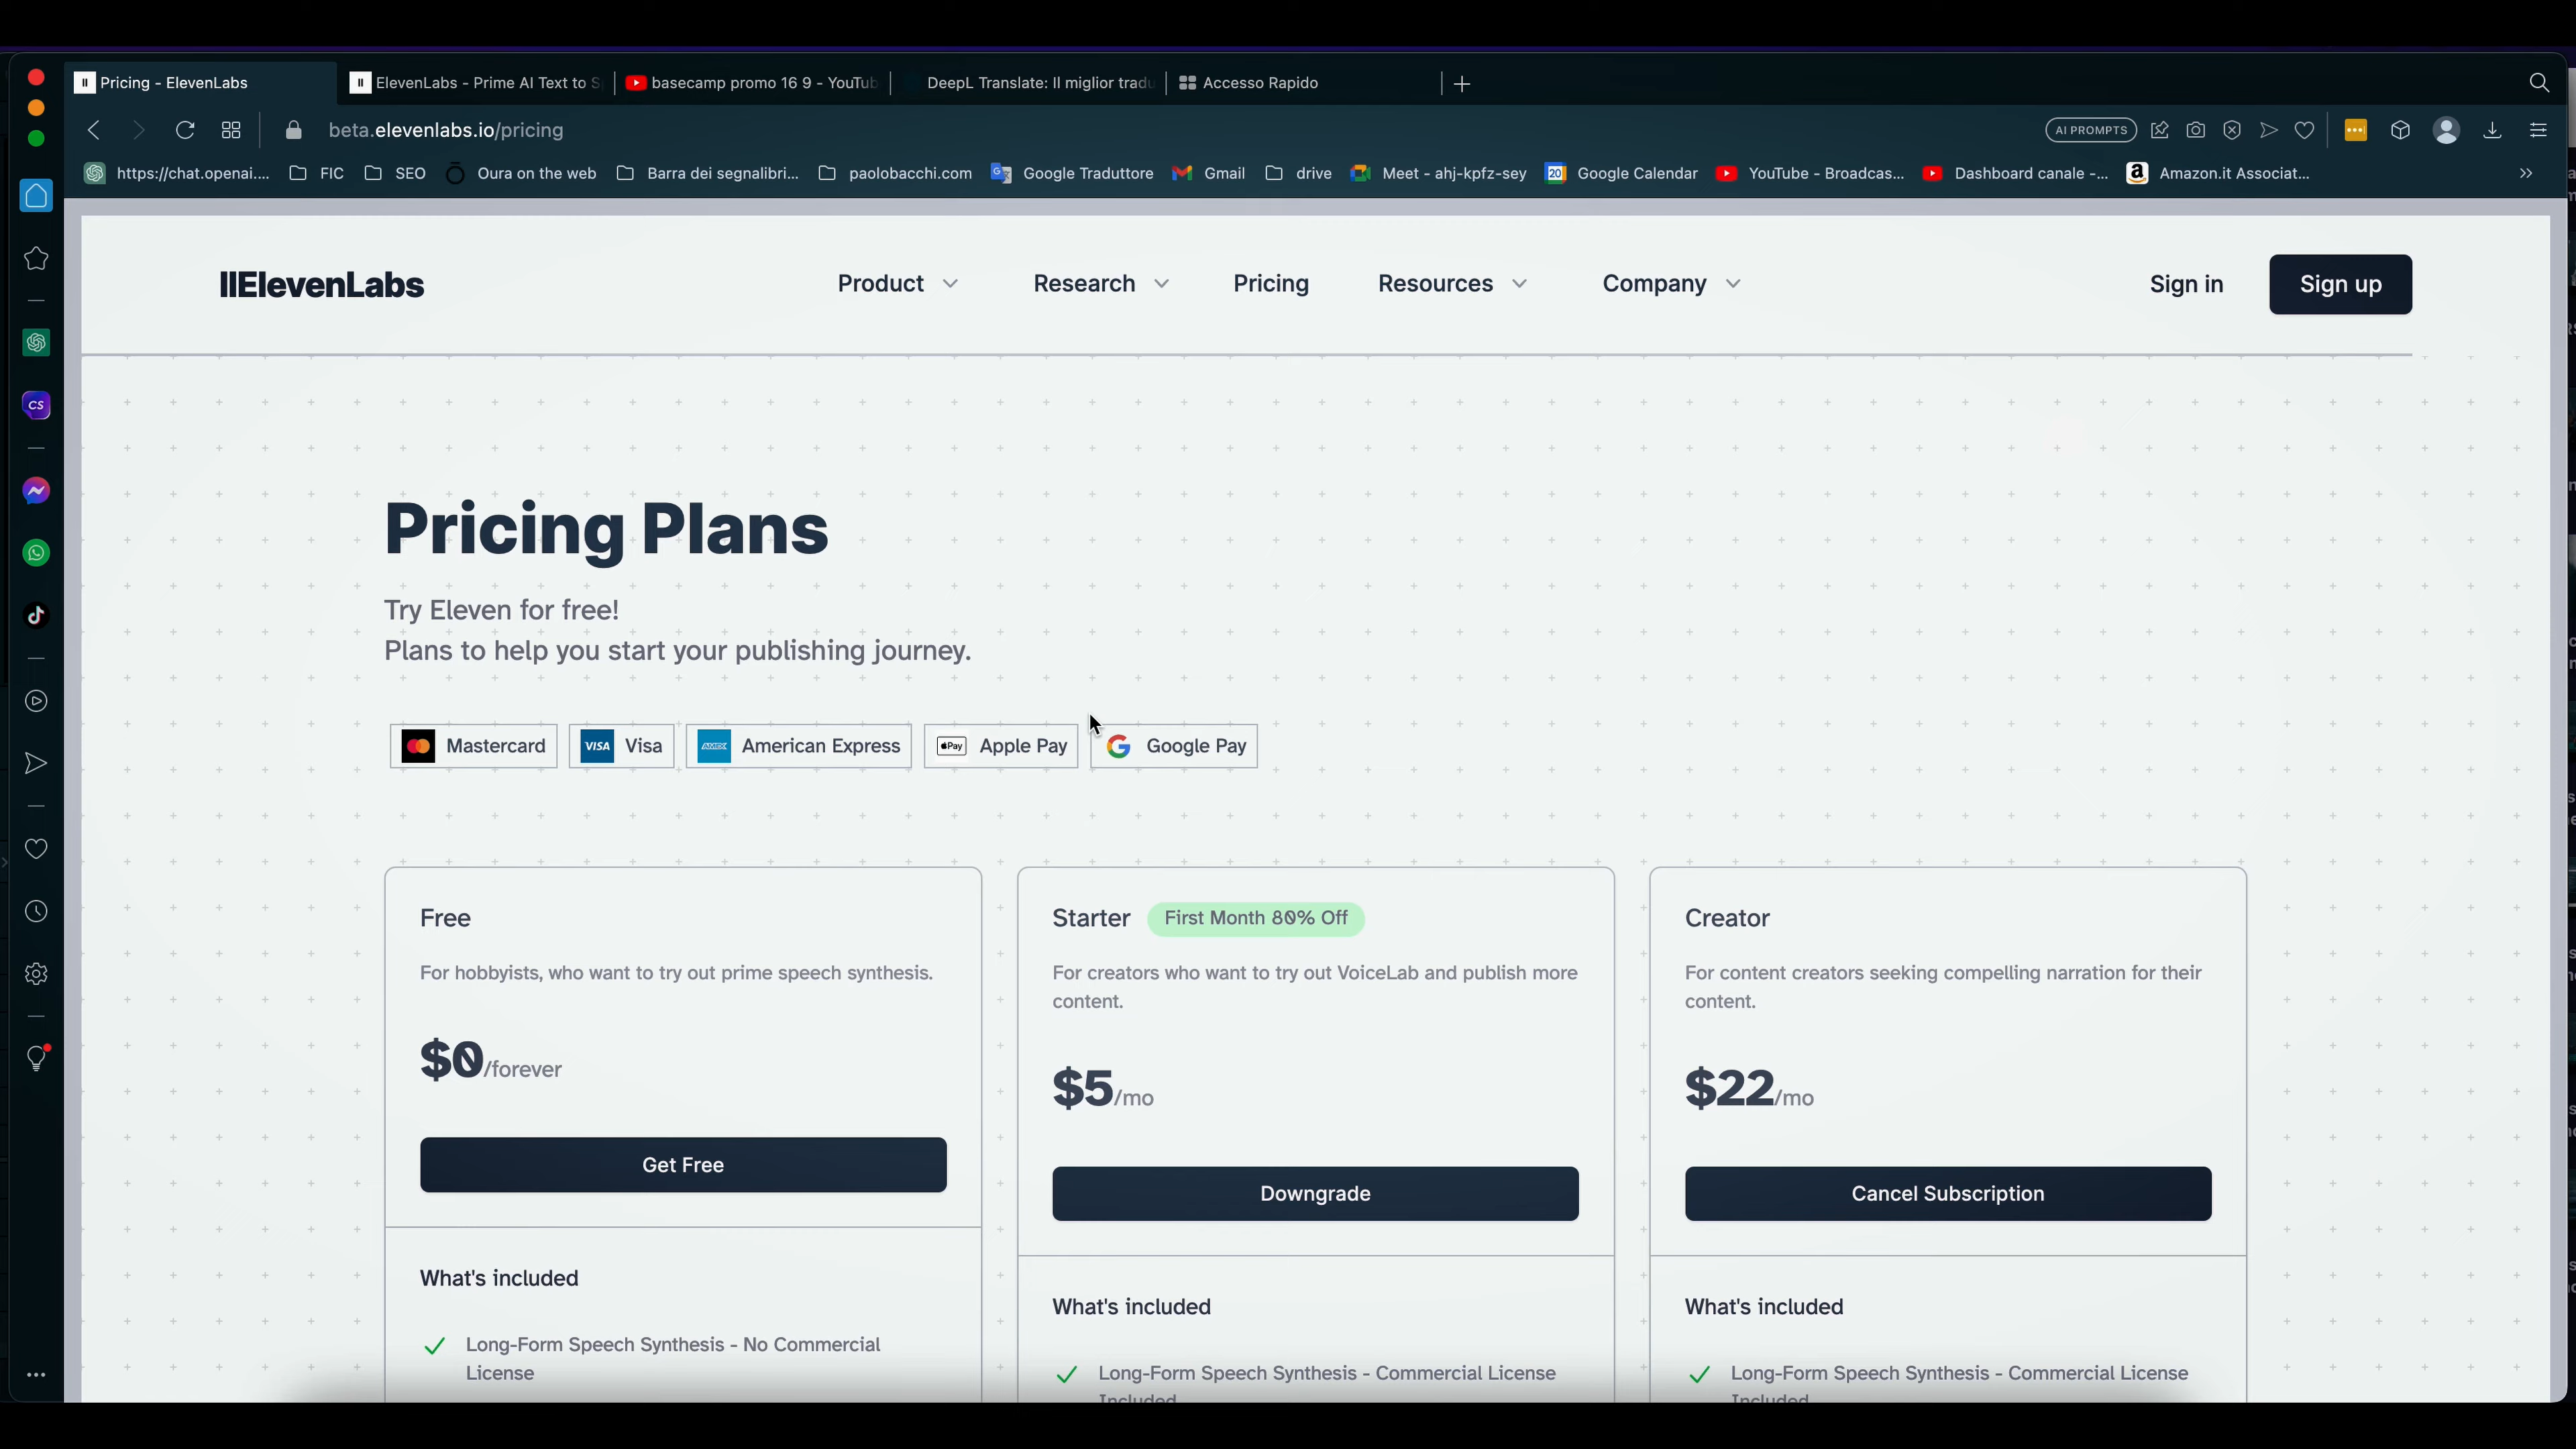 Pricing - ElevenLabs
ElevenLabs - Prime AI Text to S
basecamp promo 16 9 - YouTub
DeepL Translate: Il miglior tradu
Accesso Rapido
beta.elevenlabs.io/pricing
AI PROMPTS
https://chat.openai....
FIC
SEO
Oura on the web
Barra dei segnalibri...
paolobacchi.com
Google Traduttore
Gmail
drive
Meet - ahj-kpfz-sey
20
Google Calendar
YouTube - Broadcas...
Dashboard canale -...
Amazon.it Associat...
CS
IIElevenLabs
Product
Research
Pricing
Resources
Company
Sign in
Sign up
Pricing Plans
Try Eleven for free!
Plans to help you start your publishing journey.
Mastercard
VISA Visa
AMEX American Express
Pay Apple Pay
G Google Pay
Free
For hobbyists, who want to try out prime speech synthesis.
$0/forever
Get Free
What's included
Long-Form Speech Synthesis - No Commercial
License
Starter
First Month 80% Off
For creators who want to try out VoiceLab and publish more
content.
$5/mo
Downgrade
What's included
Long-Form Speech Synthesis - Commercial License
Included
Creator
For content creators seeking compelling narration for their
content.
$22/mo
Cancel Subscription
What's included
Long-Form Speech Synthesis - Commercial License
Included